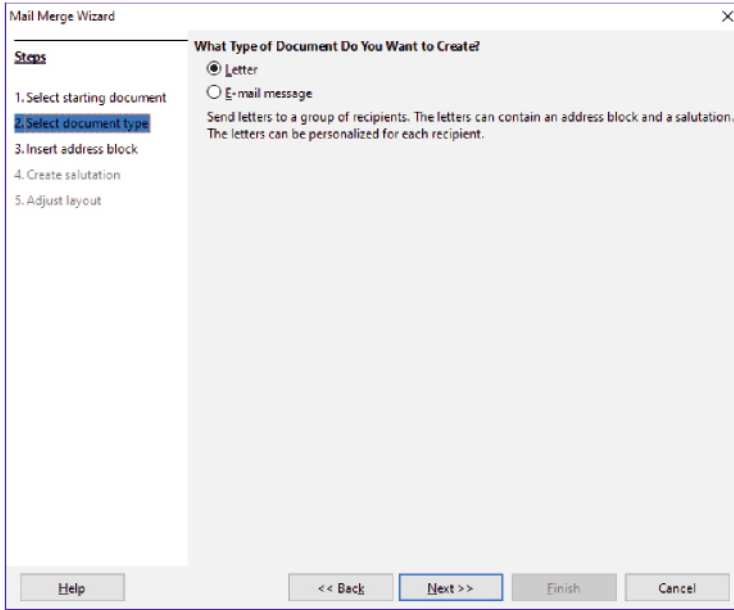 Mail Merge Wizard
Steps
1. Select starting document
2. Select document type
3. Insert address block
4. Create salutation
5. Adjust layout
What Type of Document Do You Want to Create?
Letter
E-mail message
Send letters to a group of recipients. The letters can contain an address block and a salutation.
The letters can be personalized for each recipient.
Help
<< Back
Next >>
Finish
Cancel